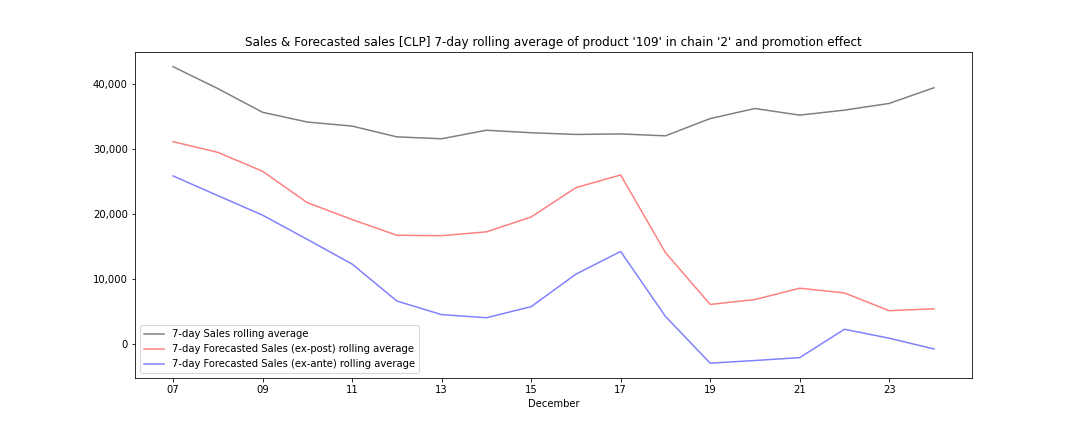 Sales & Forecasted sales [CLP] 7-day rolling average of product '109' in chain '2' and promotion effect
40,000
30,000
20,000
10,000
0
7-day Sales rolling average
7-day Forecasted Sales (ex-post) rolling average
7-day Forecasted Sales (ex-ante) rolling average
07 09 11 13 15 17 19 21 23
December